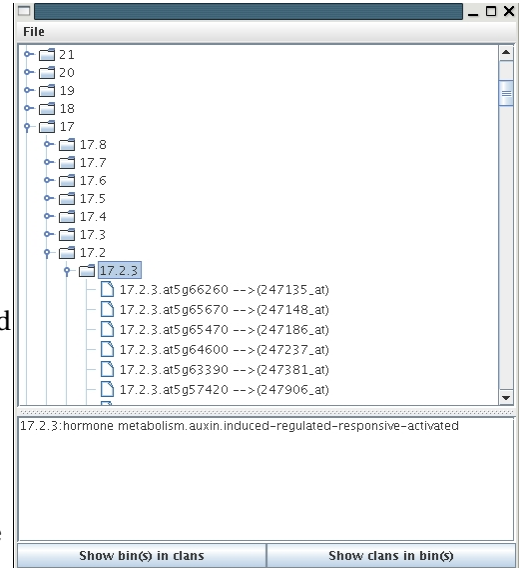 File
21
20
19
18
17
17.8
17.7
17.6
17.5
17.4
17.3
17.2
17.2.3
17.2.3.at5g66260 -->(247135_at)
17.2.3.at5g65670 -->(247148_at)
17.2.3.at5g65470 -->(247186_at)
17.2.3.at5g64600 -->(247237_at)
17.2.3.at5g63390 -->(247381_at)
17.2.3.at5g57420 -->(247906_at)
17.2.3:hormone metabolism.auxin.induced-regulated-responsive-activated
Show bin(s) in clans Show clans in bin(s)